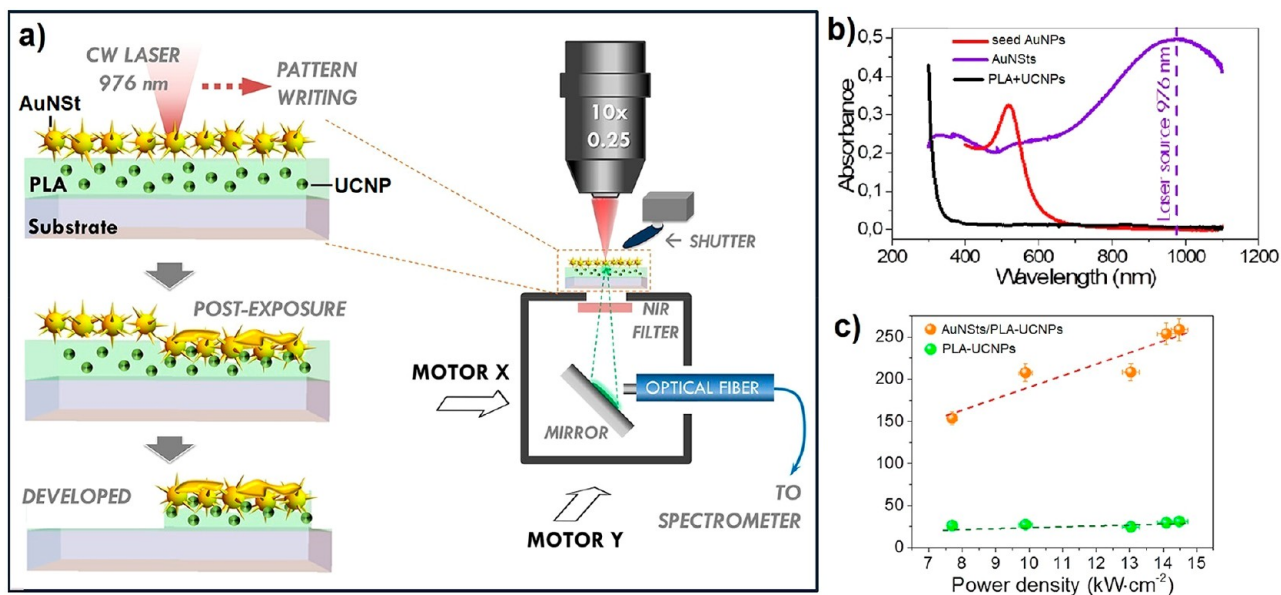 a)
CW LASER
976 nm
PATTERN
WRITING
AuNSt
PLA
UCNP
Substrate
POST-EXPOSURE
DEVELOPED
10x
0.25
← SHUTTER
NIR
FILTER
MOTOR X
OPTICAL FIBER
MIRROR
MOTOR Y
TO
SPECTROMETER
b)
seed AuNPs
AuNSts
PLA+UCNPs
Laser source 976 nm
Absorbance
0,5
0,4
0,3
0,2
0,1
0,0
200 400 600 800 1000 1200
Wavelength (nm)
c)
AuNSts/PLA-UCNPs
PLA-UCNPs
250
200
150
100
50
0
7 8 9 10 11 12 13 14 15
Power density (kW·cm-2)